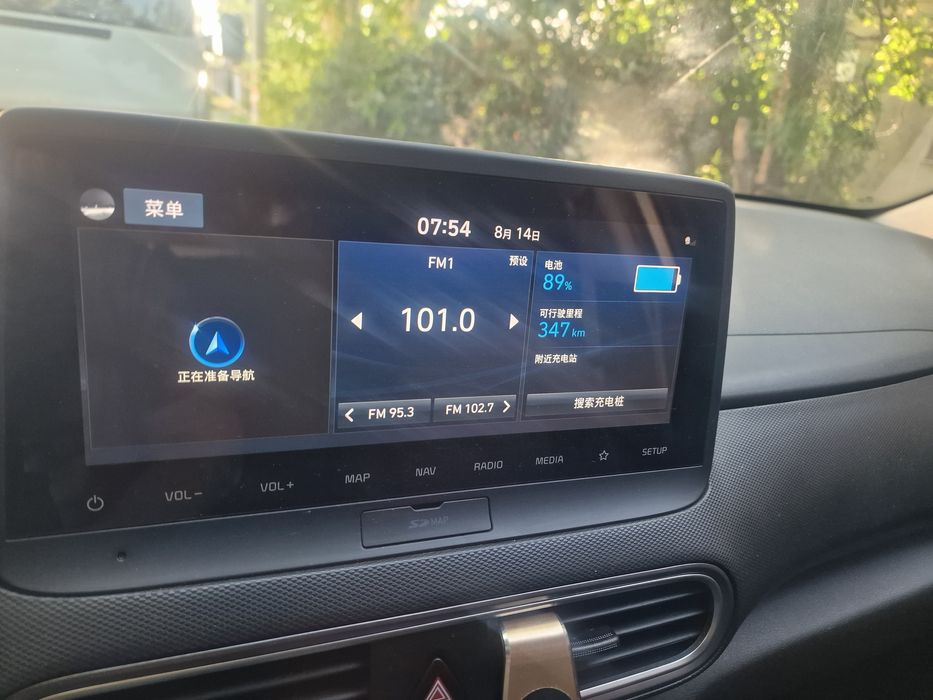 菜单
07:54 8月 14日
正在准备导航
FM1 预设
101.0
FM 95.3 FM 102.7
电池
89%
可行驶里程
347 km
附近充电站
搜索充电桩
VOL− VOL+ MAP NAV RADIO MEDIA SETUP
SD MAP